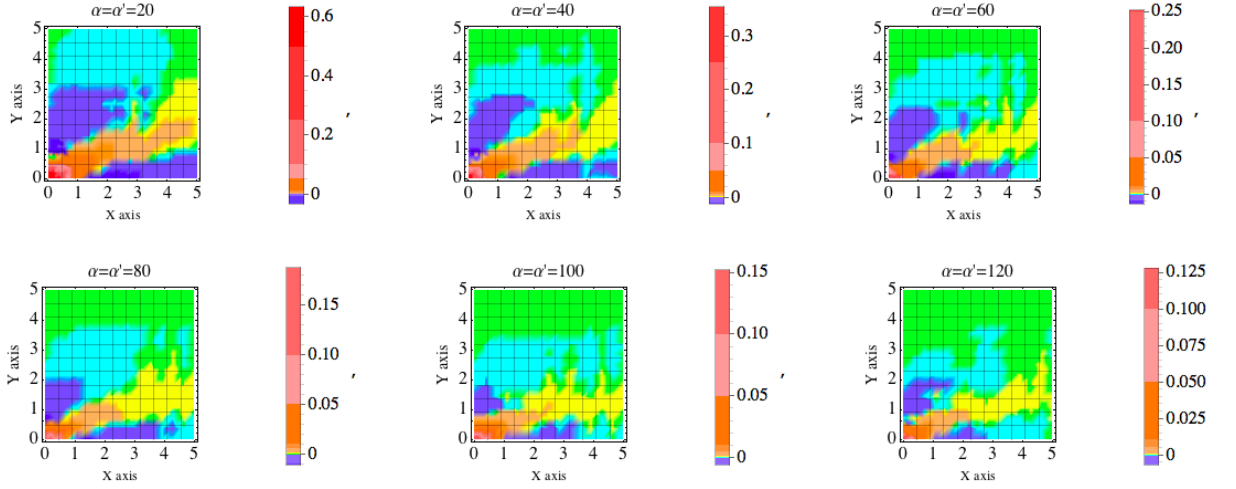 α=α'=20
0.6
0.4
0.2
0
5
4
3
2
1
0
Y axis
0 1 2 3 4 5
X axis
,
α=α'=40
0.3
0.2
0.1
0
5
4
3
2
1
0
Y axis
0 1 2 3 4 5
X axis
,
α=α'=60
0.25
0.20
0.15
0.10
0.05
0
5
4
3
2
1
0
Y axis
0 1 2 3 4 5
X axis
,
α=α'=80
0.15
0.10
0.05
0
5
4
3
2
1
0
Y axis
0 1 2 3 4 5
X axis
,
α=α'=100
0.15
0.10
0.05
0
5
4
3
2
1
0
Y axis
0 1 2 3 4 5
X axis
,
α=α'=120
0.125
0.100
0.075
0.050
0.025
0
5
4
3
2
1
0
Y axis
0 1 2 3 4 5
X axis